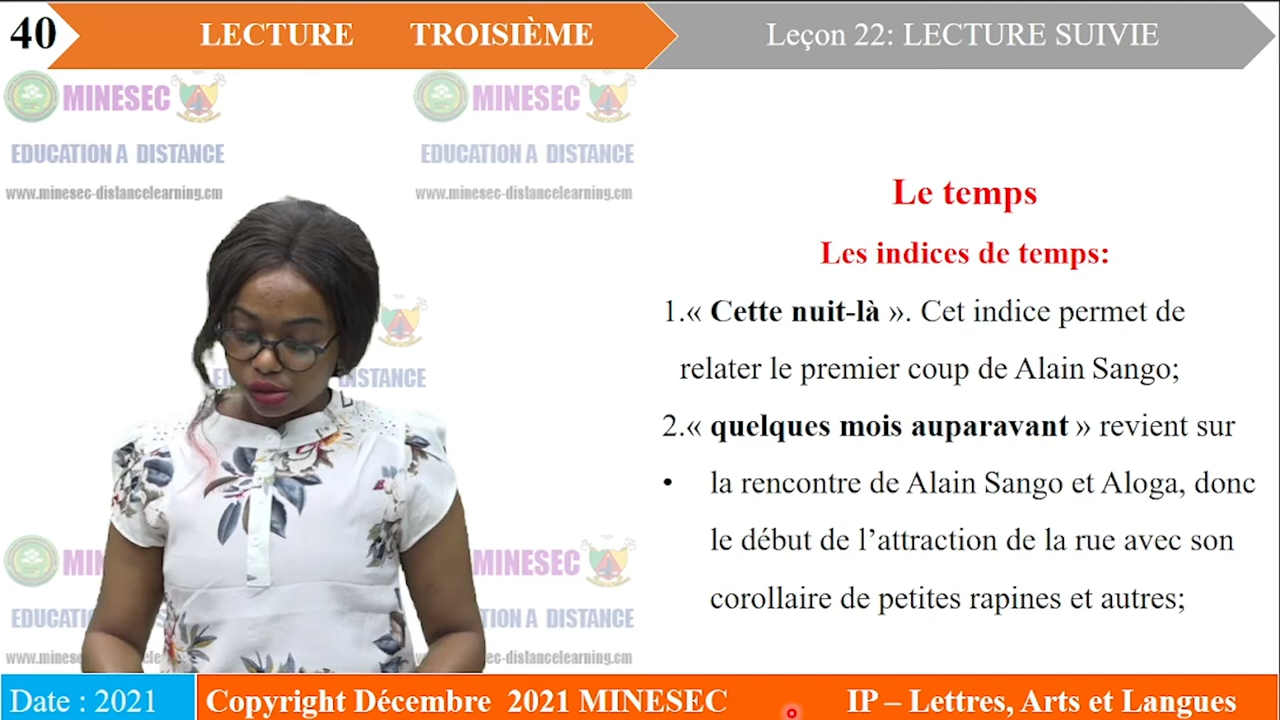 40
LECTURE TROISIÈME
Leçon 22: LECTURE SUIVIE
MINESEC
MINESEC
EDUCATION A DISTANCE
EDUCATION A DISTANCE
www.minesec-distancelearning.cm
www.minesec-distancelearning.cm
Le temps
Les indices de temps:
1.« Cette nuit-là ». Cet indice permet de
relater le premier coup de Alain Sango;
2.« quelques mois auparavant » revient sur
• la rencontre de Alain Sango et Aloga, donc
le début de l’attraction de la rue avec son
corollaire de petites rapines et autres;
DISTANCE
MINESEC
EDUCATION A DISTANCE
Date : 2021
Copyright Décembre 2021 MINESEC
IP – Lettres, Arts et Langues